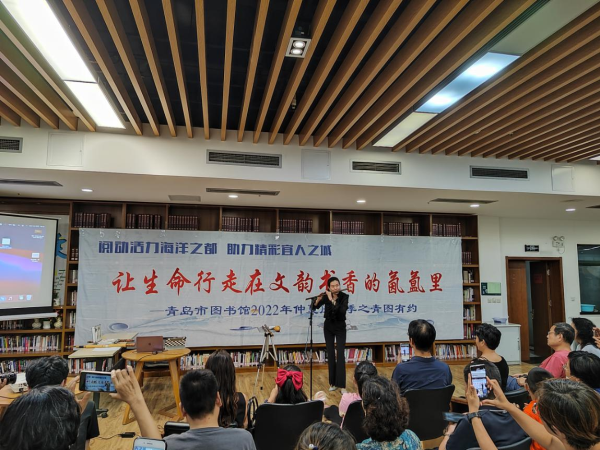 阅动活力海洋之都 助力精彩宜人之城
让生命行走在文韵书香的氤氲里
——青岛市图书馆2022年仲夏 季之青图有约